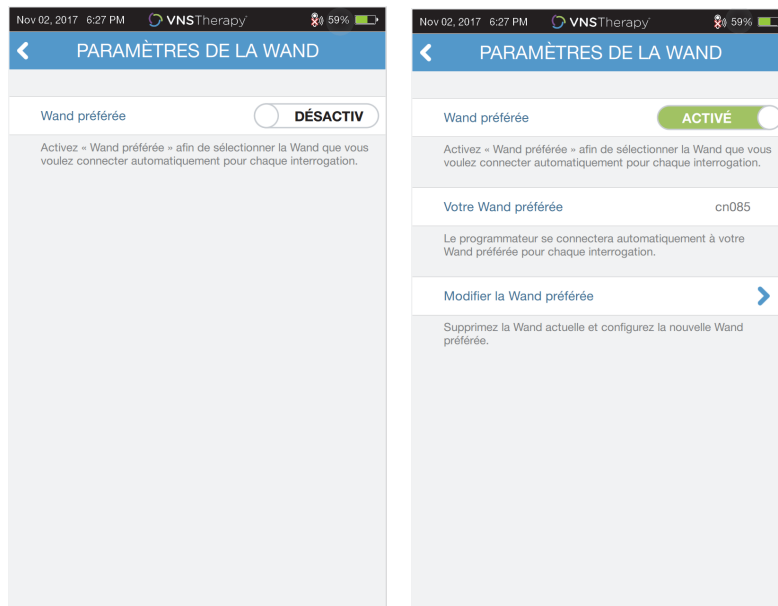 Nov 02, 2017 6:27 PM VNSTherapy 59%
PARAMÈTRES DE LA WAND
Wand préférée DÉSACTIV
Activez « Wand préférée » afin de sélectionner la Wand que vous
voulez connecter automatiquement pour chaque interrogation.
Nov 02, 2017 6:27 PM VNSTherapy 59%
PARAMÈTRES DE LA WAND
Wand préférée ACTIVÉ
Activez « Wand préférée » afin de sélectionner la Wand que vous
voulez connecter automatiquement pour chaque interrogation.
Votre Wand préférée cn085
Le programmateur se connectera automatiquement à votre
Wand préférée pour chaque interrogation.
Modifier la Wand préférée
Supprimez la Wand actuelle et configurez la nouvelle Wand
préférée.